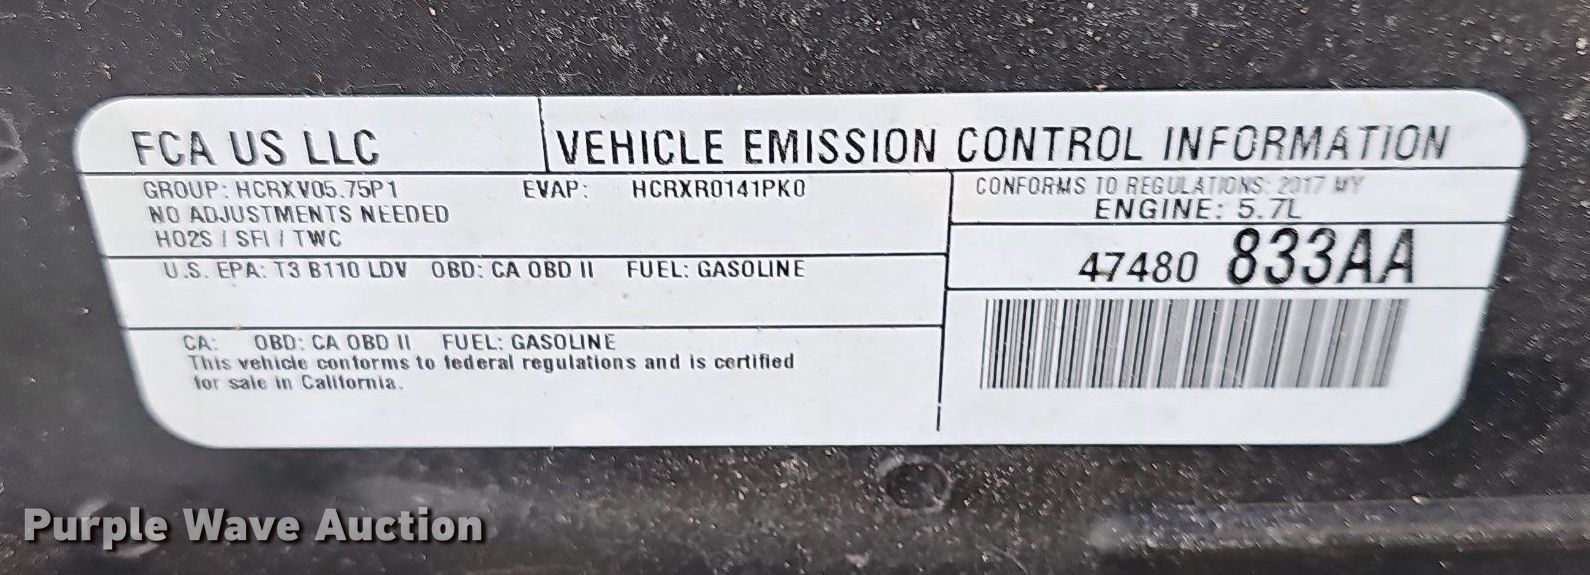 FCA US LLC
VEHICLE EMISSION CONTROL INFORMATION
GROUP: HCRXV05.75P1 EVAP: HCRXR0141PK0
NO ADJUSTMENTS NEEDED
HO2S / SFI / TWC
CONFORMS TO REGULATIONS: 2017 MY
ENGINE: 5.7L
U.S. EPA: T3 B110 LDV OBD: CA OBD II FUEL: GASOLINE
47480 833AA
CA: OBD: CA OBD II FUEL: GASOLINE
This vehicle conforms to federal regulations and is certified
for sale in California.
Purple Wave Auction